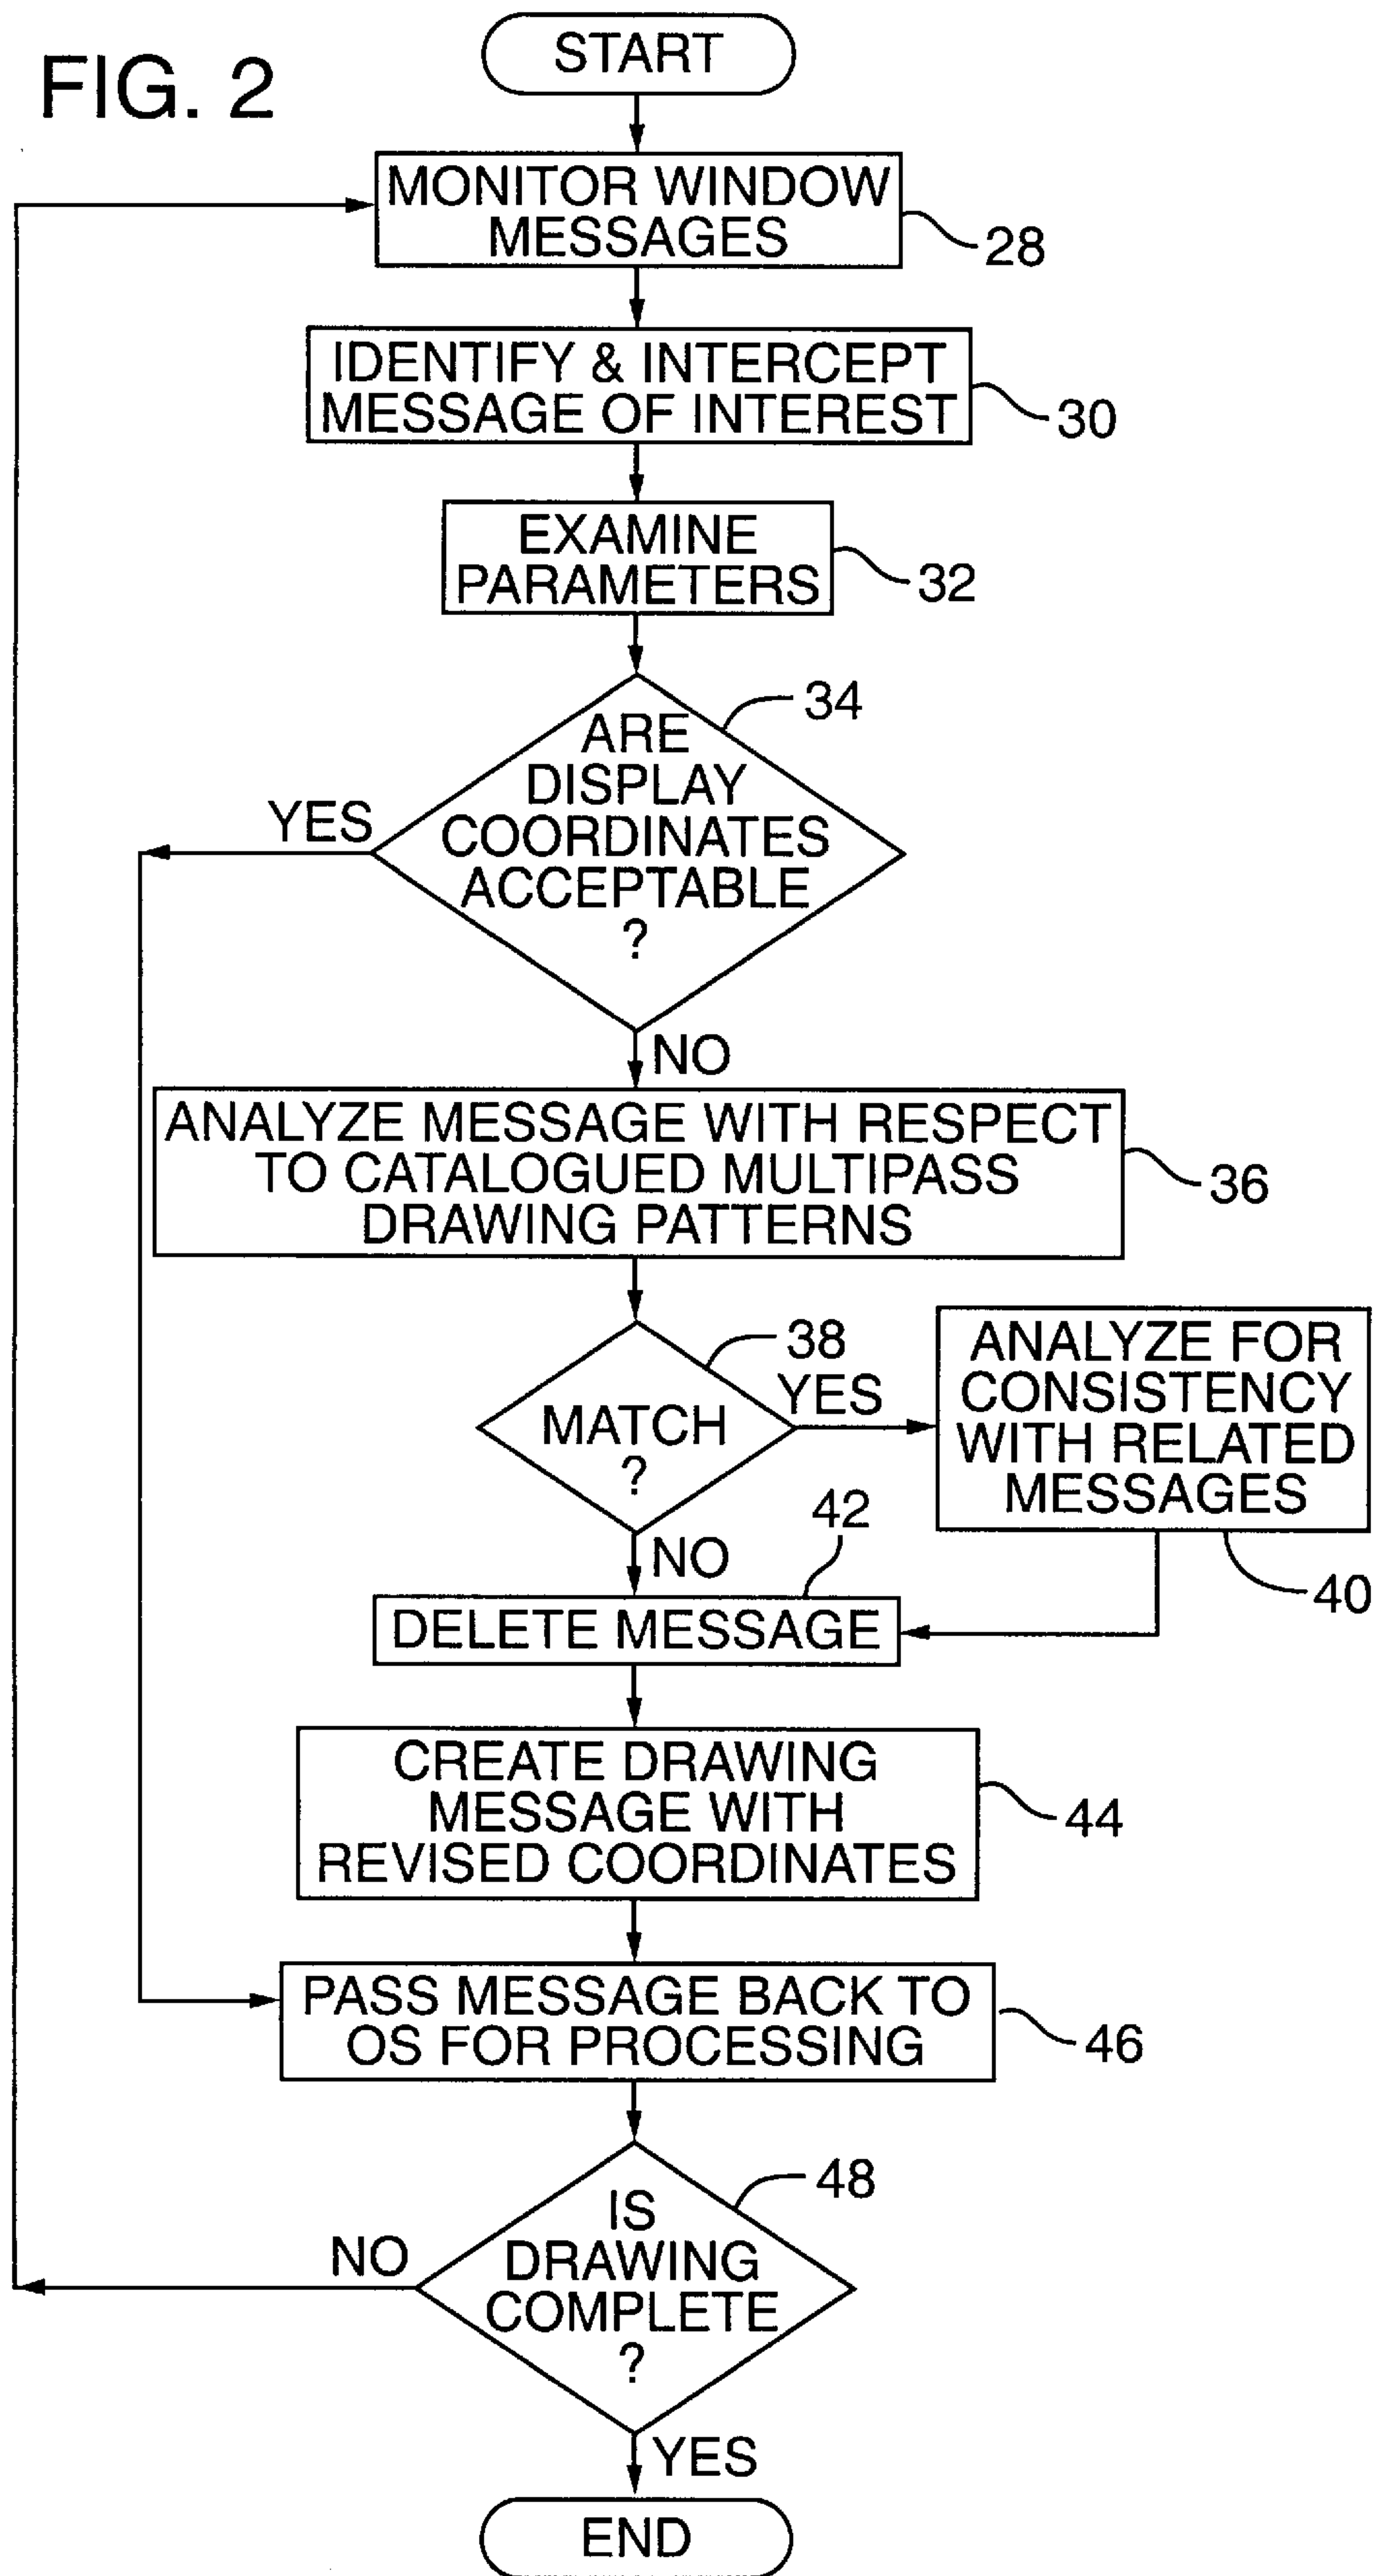 FIG. 2
START
MONITOR WINDOW
MESSAGES
28
IDENTIFY & INTERCEPT
MESSAGE OF INTEREST
30
EXAMINE
PARAMETERS
32
34
ARE
DISPLAY
COORDINATES
ACCEPTABLE
?
YES
NO
ANALYZE MESSAGE WITH RESPECT
TO CATALOGUED MULTIPASS
DRAWING PATTERNS
36
38
MATCH
?
YES
ANALYZE FOR
CONSISTENCY
WITH RELATED
MESSAGES
40
NO
42
DELETE MESSAGE
CREATE DRAWING
MESSAGE WITH
REVISED COORDINATES
44
PASS MESSAGE BACK TO
OS FOR PROCESSING
46
48
IS
DRAWING
COMPLETE
?
NO
YES
END